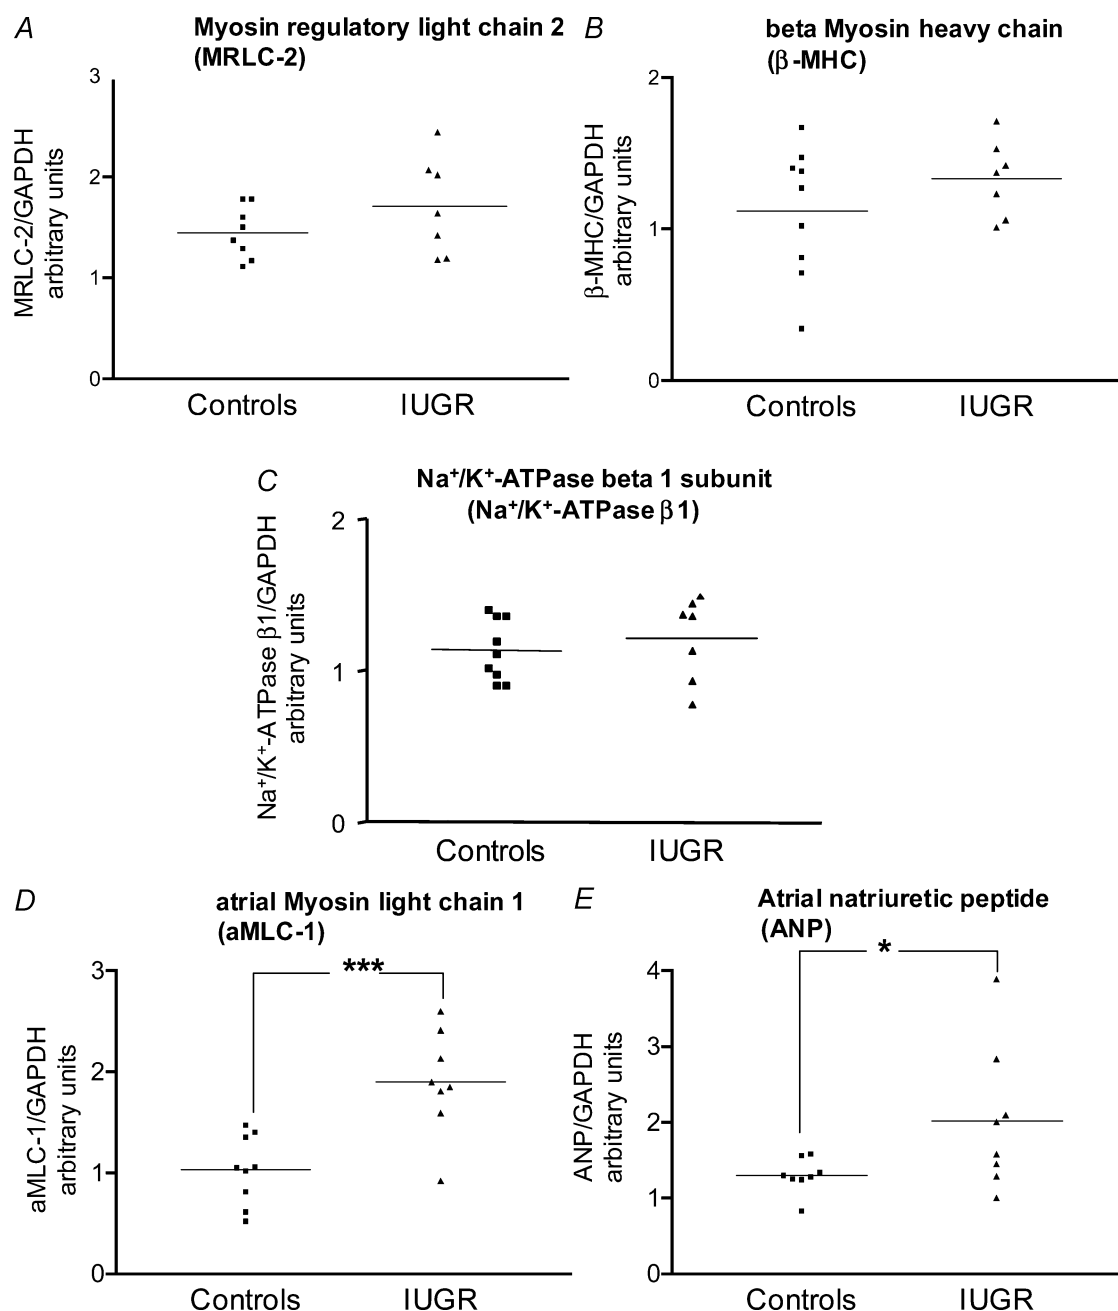 A
Myosin regulatory light chain 2
(MRLC-2)
3
2
1
0
MRLC-2/GAPDH
arbitrary units
Controls
IUGR
B
beta Myosin heavy chain
(β-MHC)
2
1
0
β-MHC/GAPDH
arbitrary units
Controls
IUGR
C
Na⁺/K⁺-ATPase beta 1 subunit
(Na⁺/K⁺-ATPase β1)
2
1
0
Na⁺/K⁺-ATPase β1/GAPDH
arbitrary units
Controls
IUGR
D
atrial Myosin light chain 1
(aMLC-1)
***
3
2
1
0
aMLC-1/GAPDH
arbitrary units
Controls
IUGR
E
Atrial natriuretic peptide
(ANP)
*
4
3
2
1
0
ANP/GAPDH
arbitrary units
Controls
IUGR